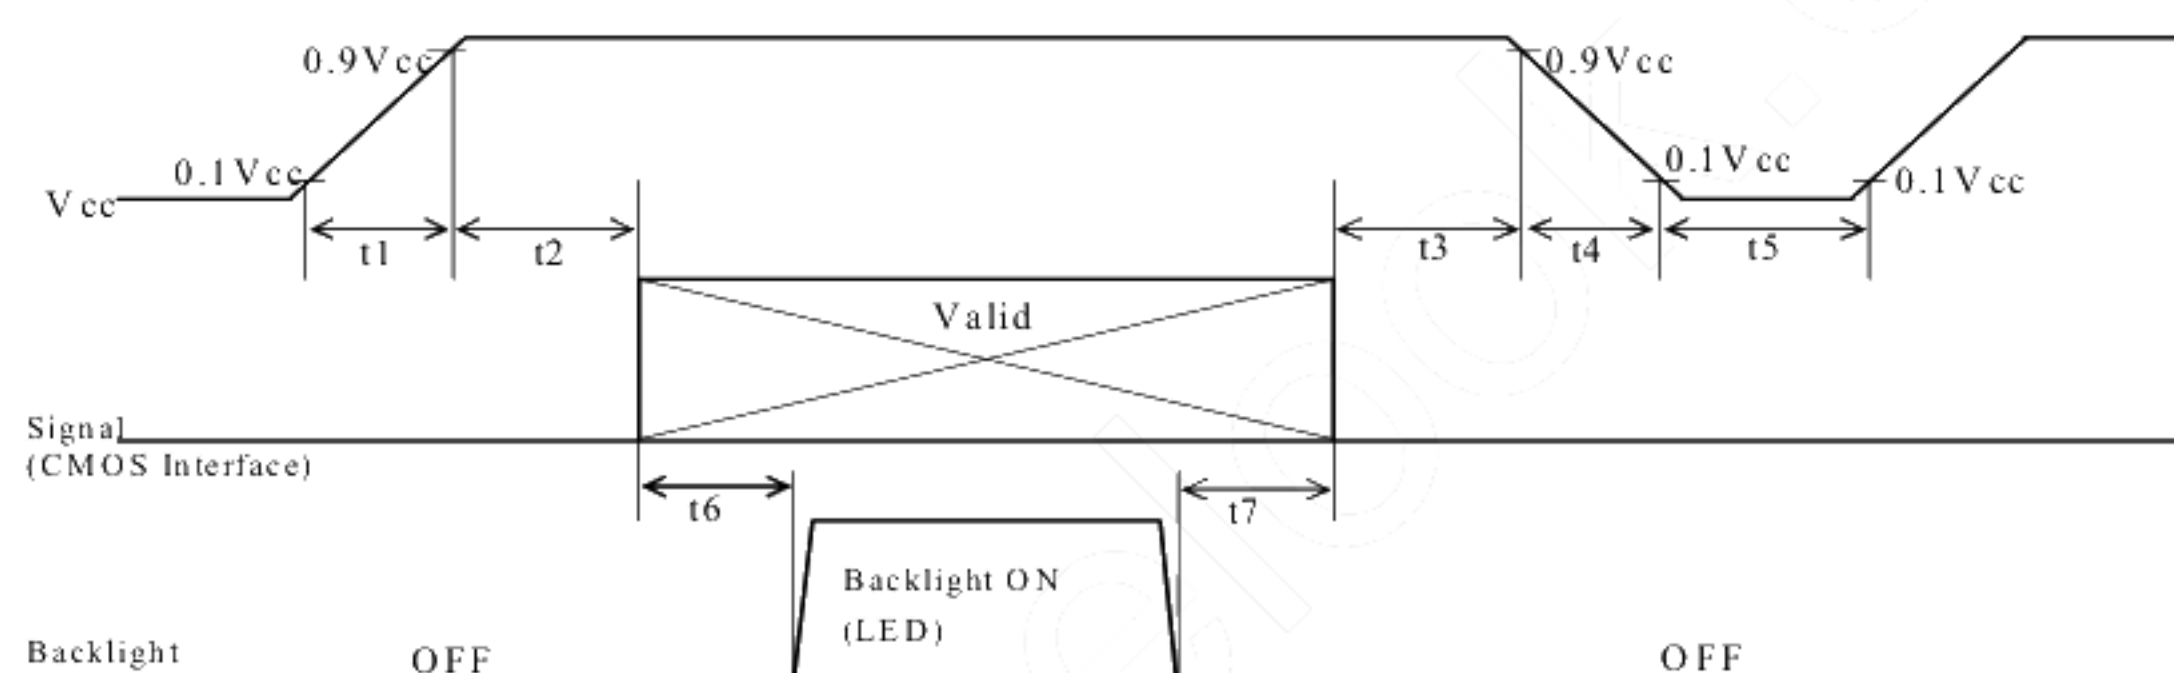 0.9Vcc
0.9Vcc
0.1Vcc
0.1Vcc
0.1Vcc
Vcc
t1
t2
t3
t4
t5
Valid
Signal
(CMOS Interface)
t6
t7
Backlight ON
(LED)
Backlight
OFF
OFF